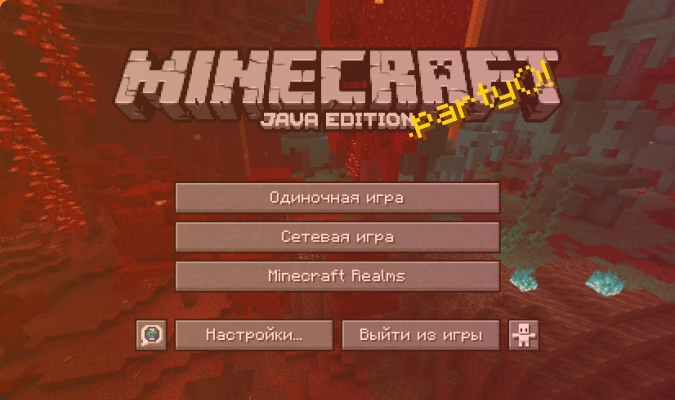 MINECRAFT
JAVA EDITION
.party()!
Одиночная игра
Сетевая игра
Minecraft Realms
Настройки...
Выйти из игры